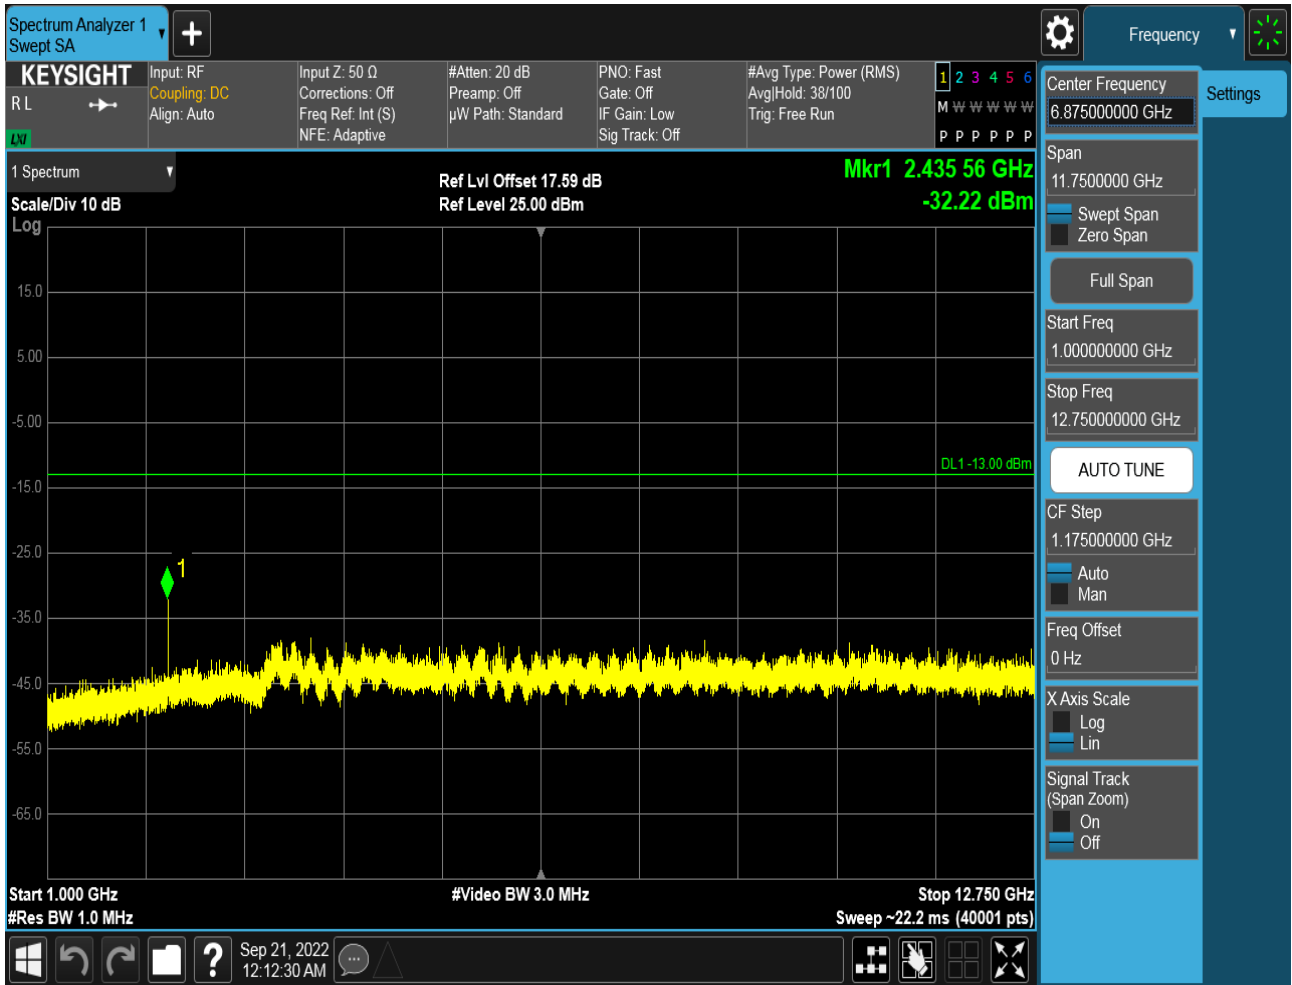 Spectrum Analyzer 1
Swept SA
+
Frequency
KEYSIGHT
R L
LXI
Input: RF
Coupling: DC
Align: Auto
Input Z: 50 Ω
Corrections: Off
Freq Ref: Int (S)
NFE: Adaptive
#Atten: 20 dB
Preamp: Off
µW Path: Standard
PNO: Fast
Gate: Off
IF Gain: Low
Sig Track: Off
#Avg Type: Power (RMS)
Avg|Hold: 38/100
Trig: Free Run
1 2 3 4 5 6
M W W W W W
P P P P P P
1 Spectrum
Scale/Div 10 dB
Log
Ref Lvl Offset 17.59 dB
Ref Level 25.00 dBm
Mkr1 2.435 56 GHz
-32.22 dBm
15.0
5.00
-5.00
-15.0
-25.0
-35.0
-45.0
-55.0
-65.0
DL1 -13.00 dBm
1
Start 1.000 GHz
#Res BW 1.0 MHz
#Video BW 3.0 MHz
Stop 12.750 GHz
Sweep ~22.2 ms (40001 pts)
?
Sep 21, 2022
12:12:30 AM
Center Frequency
6.875000000 GHz
Settings
Span
11.7500000 GHz
Swept Span
Zero Span
Full Span
Start Freq
1.000000000 GHz
Stop Freq
12.750000000 GHz
AUTO TUNE
CF Step
1.175000000 GHz
Auto
Man
Freq Offset
0 Hz
X Axis Scale
Log
Lin
Signal Track
(Span Zoom)
On
Off